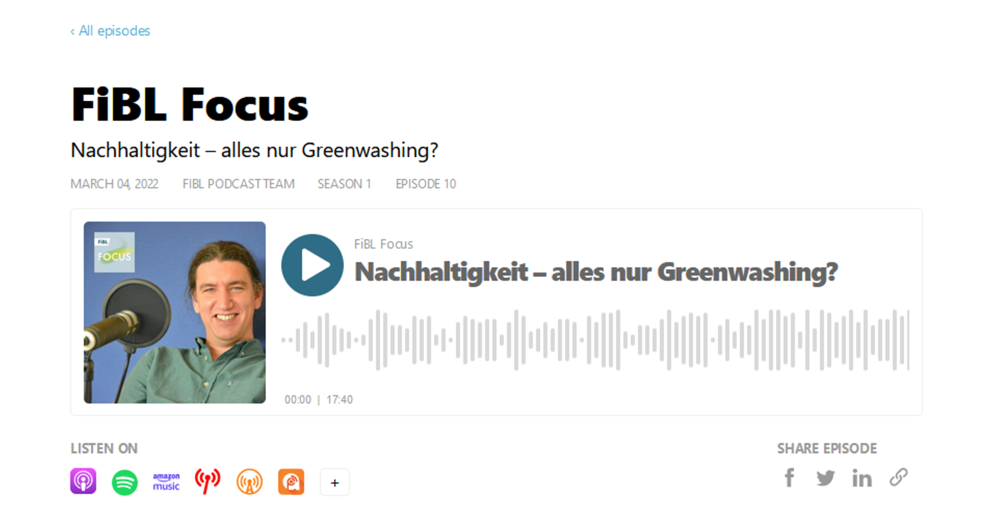 ‹ All episodes
FiBL Focus
Nachhaltigkeit – alles nur Greenwashing?
MARCH 04, 2022 FIBL PODCAST TEAM SEASON 1 EPISODE 10
FiBL
FOCUS
FiBL Focus
Nachhaltigkeit – alles nur Greenwashing?
00:00 | 17:40
LISTEN ON
SHARE EPISODE
amazon
music
+